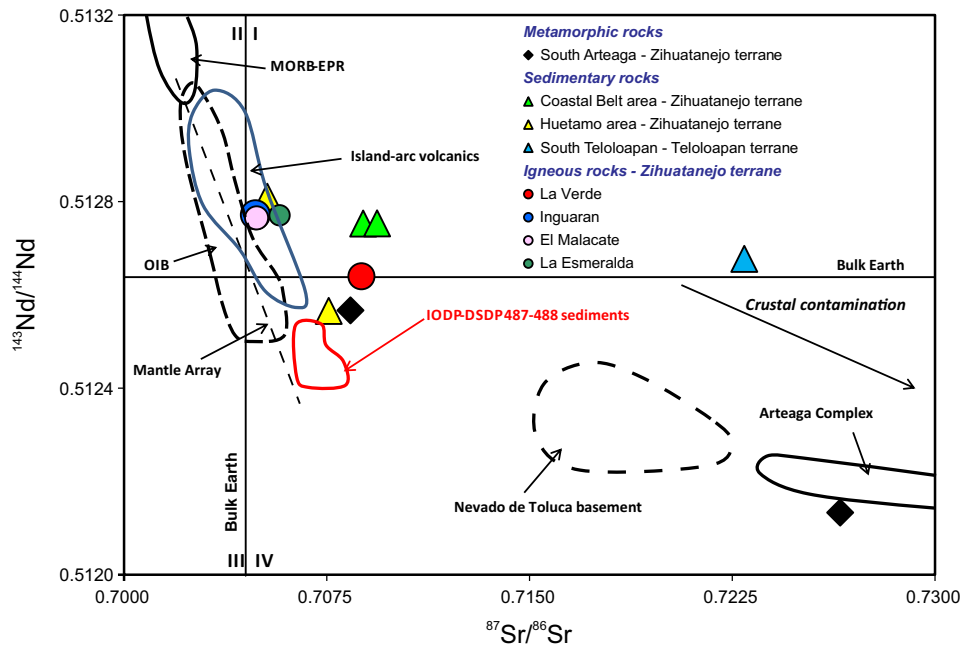 0.5132
II I
MORB-EPR
Metamorphic rocks
South Arteaga - Zihuatanejo terrane
Sedimentary rocks
Coastal Belt area - Zihuatanejo terrane
Huetamo area - Zihuatanejo terrane
South Teloloapan - Teloloapan terrane
Igneous rocks - Zihuatanejo terrane
La Verde
Inguaran
El Malacate
La Esmeralda
Island-arc volcanics
0.5128
OIB
Bulk Earth
143Nd/144Nd
Crustal contamination
IODP-DSDP 487-488 sediments
Mantle Array
0.5124
Arteaga Complex
Bulk Earth
Nevado de Toluca basement
III IV
0.5120
0.7000
0.7075
0.7150
0.7225
0.7300
87Sr/86Sr